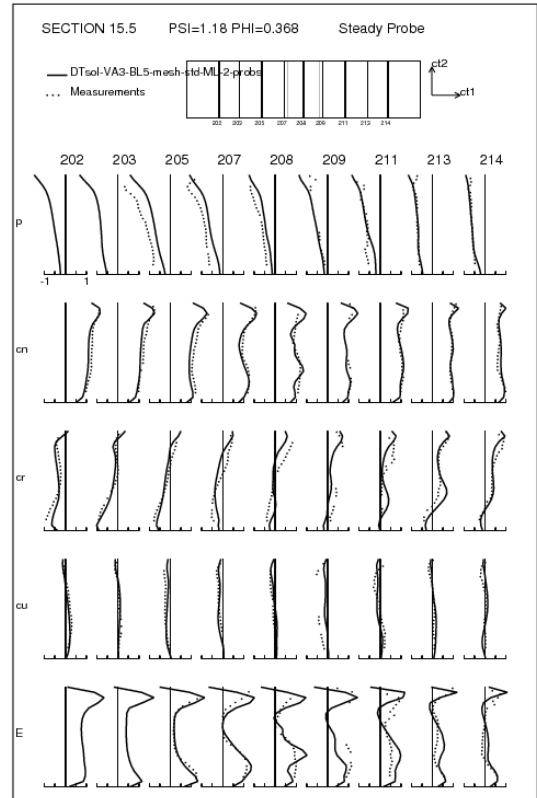 SECTION 15.5 PSI=1.18 PHI=0.368 Steady Probe
DTsol-VA3-BL5-mesh-std-ML-2-probs
Measurements
ct2
ct1
202 203 205 207 208 209 211 213 214
202 203 205 207 208 209 211 213 214
p
-1 1
cn
cr
cu
E